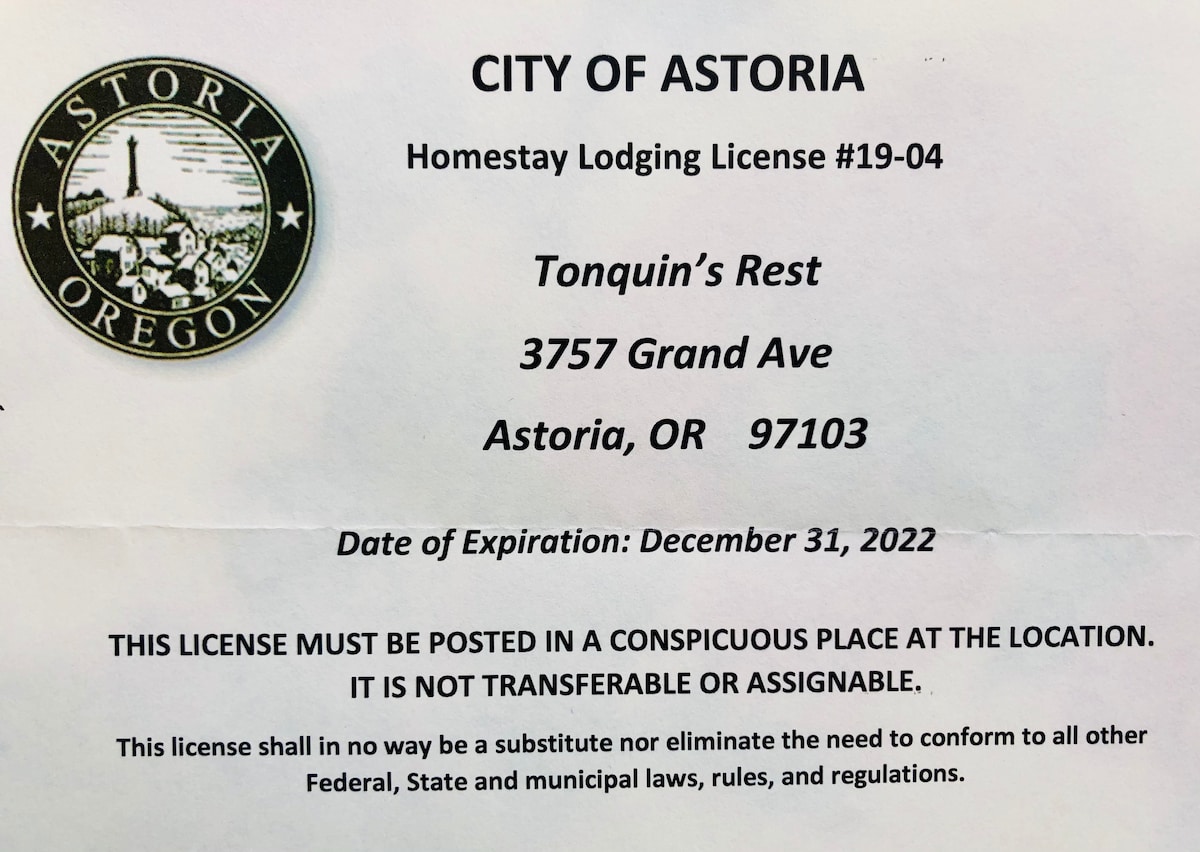 ASTORIA
OREGON
CITY OF ASTORIA
Homestay Lodging License #19-04
Tonquin’s Rest
3757 Grand Ave
Astoria, OR 97103
Date of Expiration: December 31, 2022
THIS LICENSE MUST BE POSTED IN A CONSPICUOUS PLACE AT THE LOCATION.
IT IS NOT TRANSFERABLE OR ASSIGNABLE.
This license shall in no way be a substitute nor eliminate the need to conform to all other
Federal, State and municipal laws, rules, and regulations.